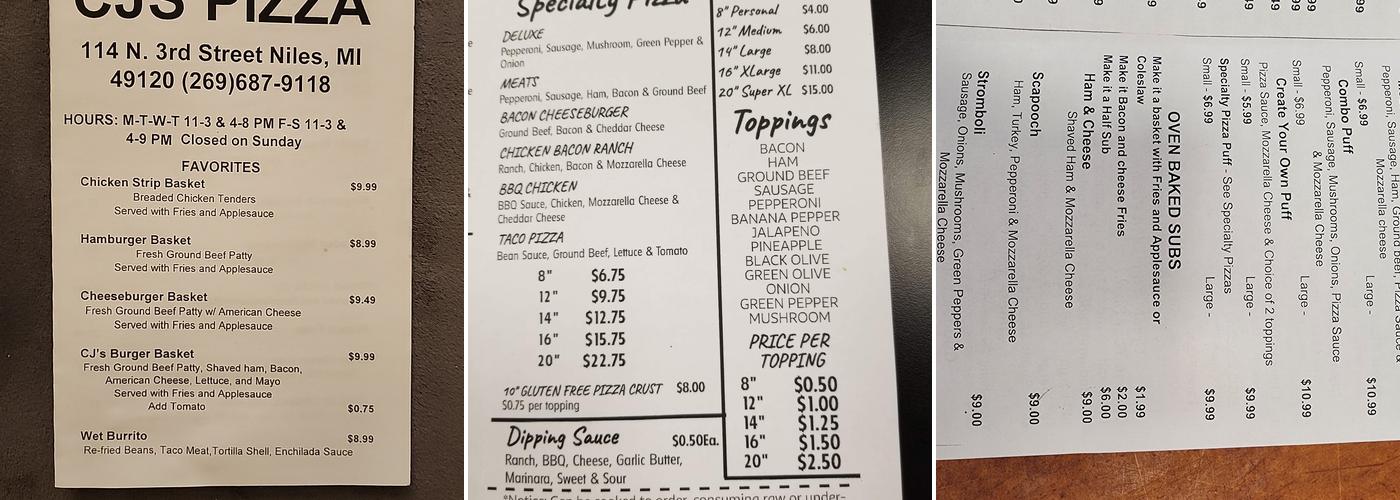 CJS PIZZA
114 N. 3rd Street Niles, MI
49120 (269)687-9118
HOURS: M-T-W-T 11-3 & 4-8 PM F-S 11-3 &
4-9 PM Closed on Sunday
FAVORITES
Chicken Strip Basket $9.99
Breaded Chicken Tenders
Served with Fries and Applesauce
Hamburger Basket $8.99
Fresh Ground Beef Patty
Served with Fries and Applesauce
Cheeseburger Basket $9.49
Fresh Ground Beef Patty w/ American Cheese
Served with Fries and Applesauce
CJ's Burger Basket $9.99
Fresh Ground Beef Patty, Shaved ham, Bacon,
American Cheese, Lettuce, and Mayo
Served with Fries and Applesauce
Add Tomato $0.75
Wet Burrito $8.99
Re-fried Beans, Taco Meat,Tortilla Shell, Enchilada Sauce
Specialty Pizza
DELUXE
Pepperoni, Sausage, Mushroom, Green Pepper &
Onion
MEATS
Pepperoni, Sausage, Ham, Bacon & Ground Beef
BACON CHEESEBURGER
Ground Beef, Bacon & Cheddar Cheese
CHICKEN BACON RANCH
Ranch, Chicken, Bacon & Mozzarella Cheese
BBQ CHICKEN
BBQ Sauce, Chicken, Mozzarella Cheese &
Cheddar Cheese
TACO PIZZA
Bean Sauce, Ground Beef, Lettuce & Tomato
8" $6.75
12" $9.75
14" $12.75
16" $15.75
20" $22.75
10" GLUTEN FREE PIZZA CRUST $8.00
$0.75 per topping
Dipping Sauce $0.50Ea.
Ranch, BBQ, Cheese, Garlic Butter,
Marinara, Sweet & Sour
8" Personal $4.00
12" Medium $6.00
14" Large $8.00
16" XLarge $11.00
20" Super XL $15.00
Toppings
BACON
HAM
GROUND BEEF
SAUSAGE
PEPPERONI
BANANA PEPPER
JALAPENO
PINEAPPLE
BLACK OLIVE
GREEN OLIVE
ONION
GREEN PEPPER
MUSHROOM
PRICE PER
TOPPING
8" $0.50
12" $1.00
14" $1.25
16" $1.50
20" $2.50
Pepperoni, Sausage, Ham, Ground Beef, Pizza Sauce &
Mozzarella cheese
Small - $6.99 Large - $10.99
Combo Puff
Pepperoni, Sausage, Mushrooms, Onions, Pizza Sauce
& Mozzarella Cheese
Small - $6.99 Large - $10.99
Create Your Own Puff
Pizza Sauce, Mozzarella Cheese & Choice of 2 toppings
Small - $5.99 Large - $9.99
Specialty Pizza Puff - See Specialty Pizzas
Small - $6.99 Large - $9.99
OVEN BAKED SUBS
Make it a basket with Fries and Applesauce or
Coleslaw $1.99
Make it Bacon and cheese Fries $2.00
Make it a Half Sub $6.00
Ham & Cheese $9.00
Shaved Ham & Mozzarella Cheese
Scapooch $9.00
Ham, Turkey, Pepperoni & Mozzarella Cheese
Stromboli $9.00
Sausage, Onions, Mushrooms, Green Peppers &
Mozzarella Cheese